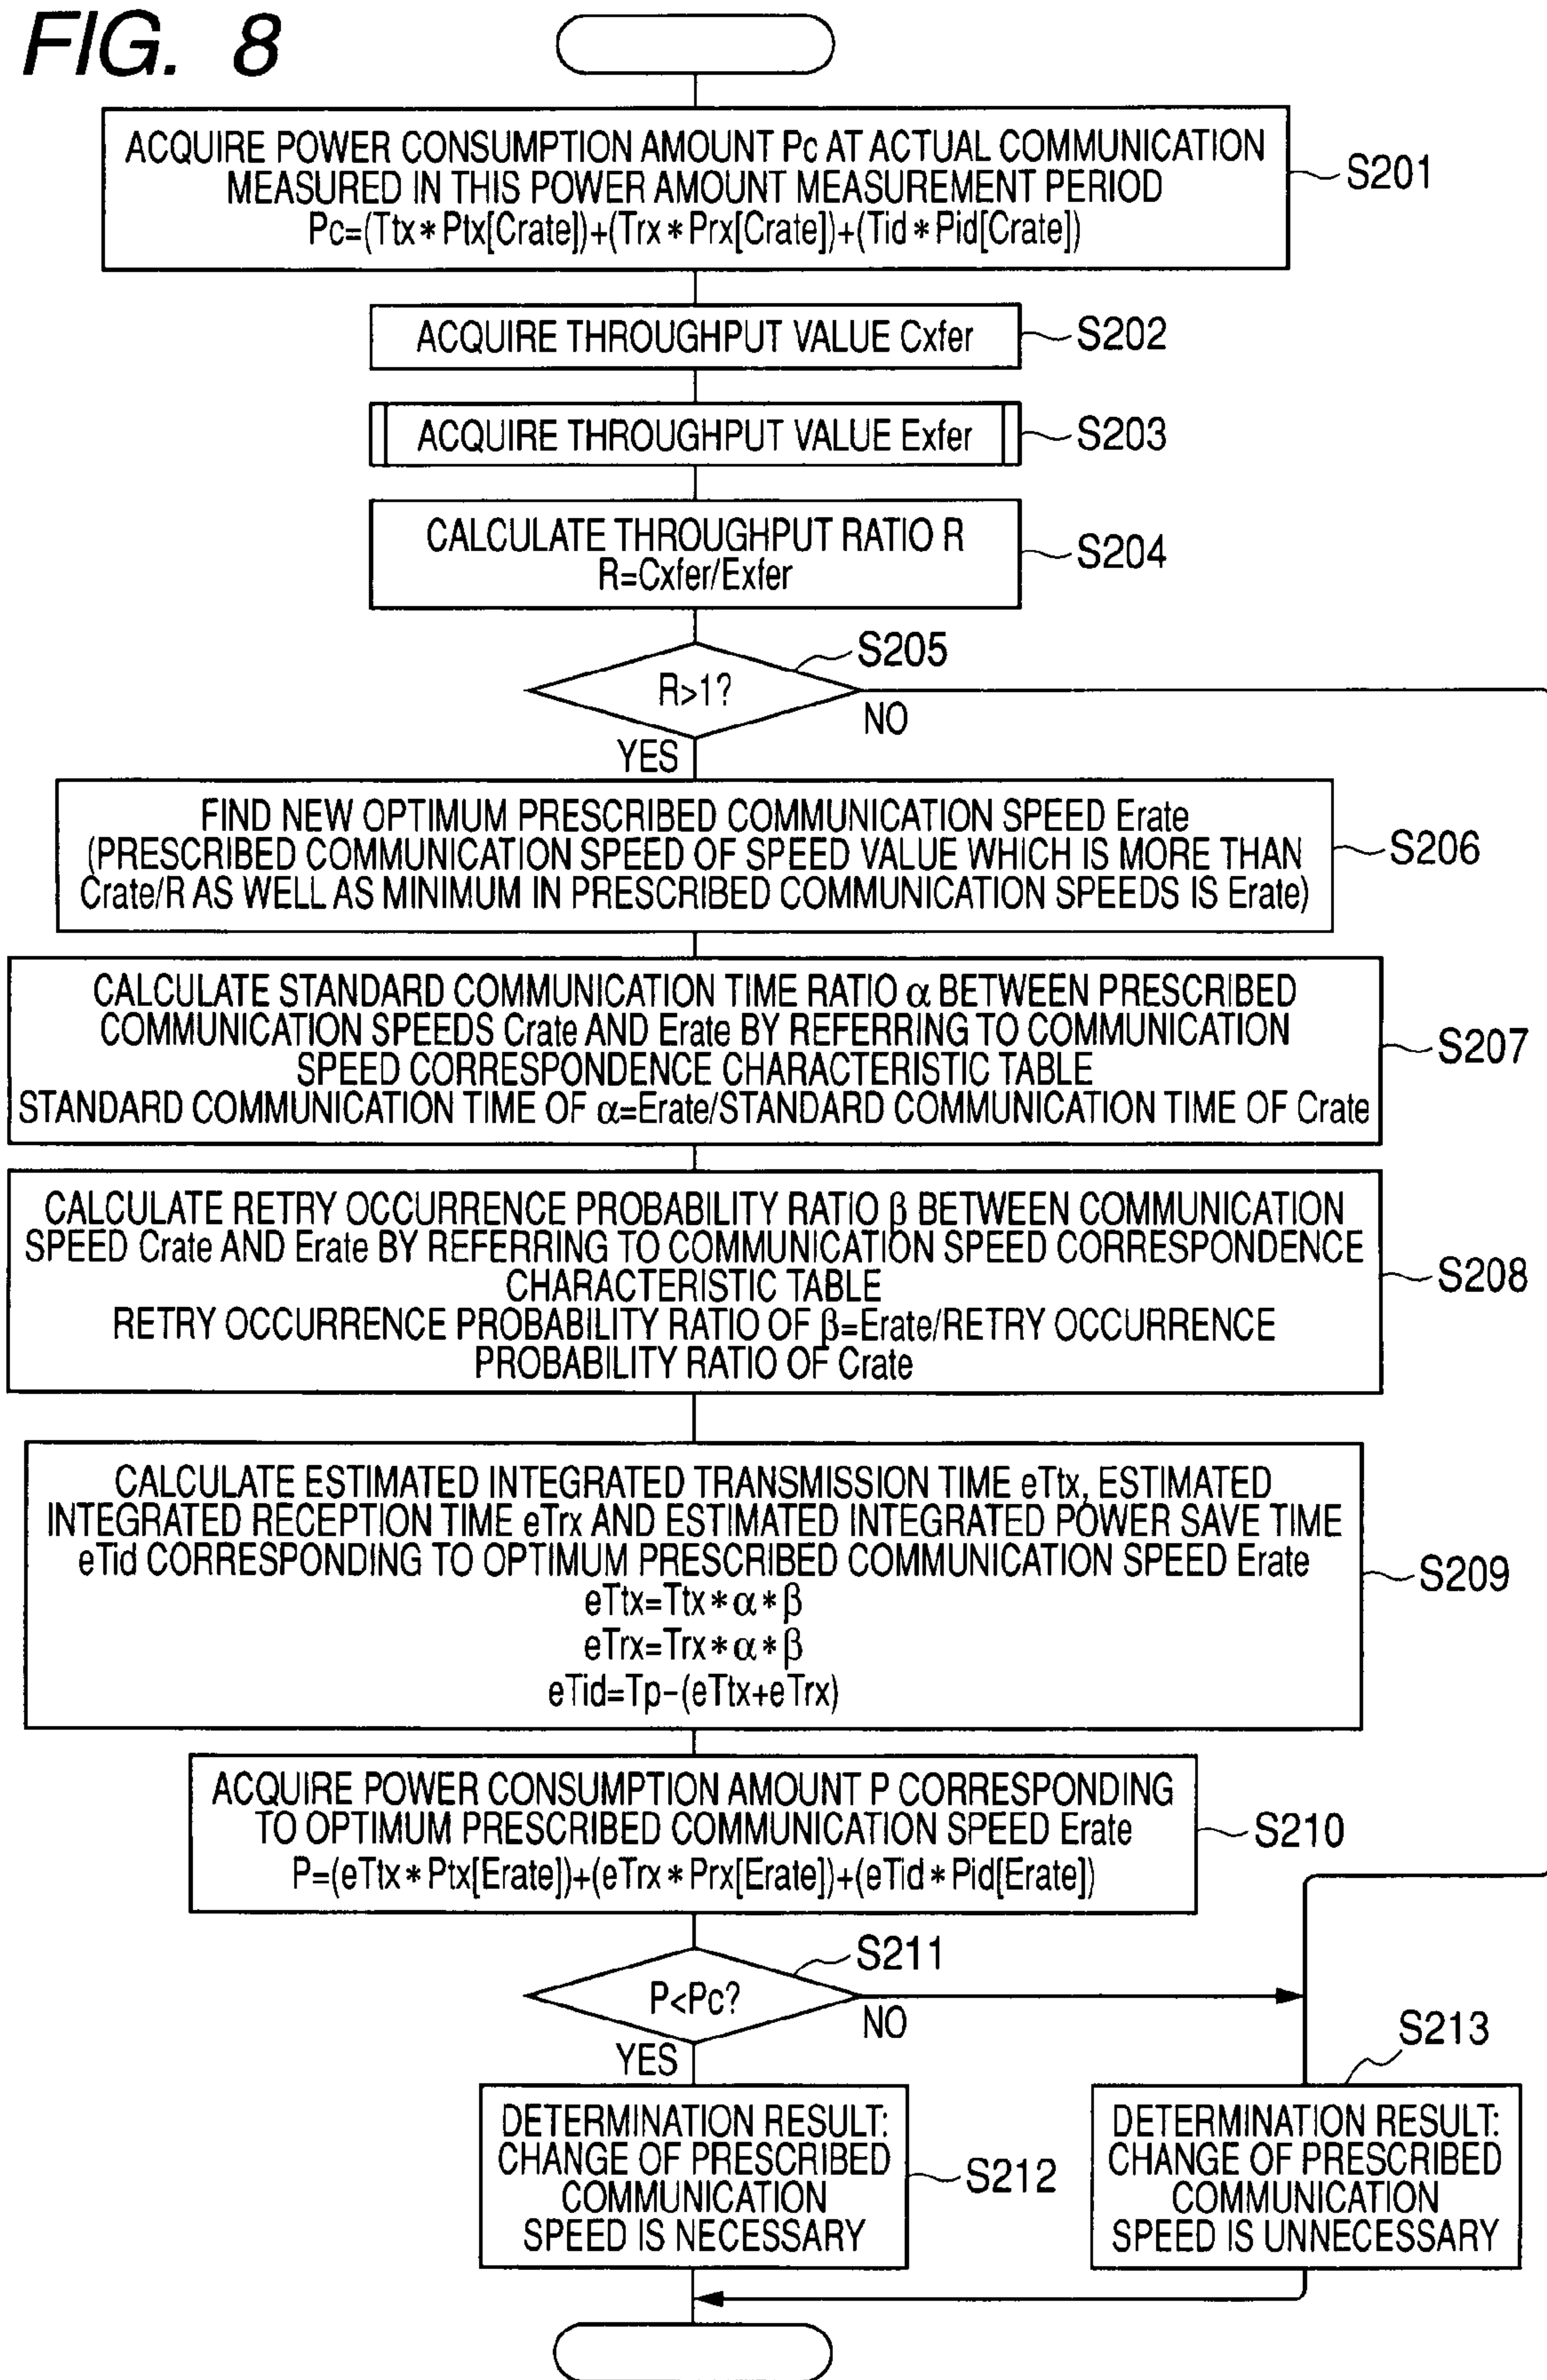 FIG. 8
ACQUIRE POWER CONSUMPTION AMOUNT Pc AT ACTUAL COMMUNICATION
MEASURED IN THIS POWER AMOUNT MEASUREMENT PERIOD
Pc=(Ttx*Ptx[Crate])+(Trx*Prx[Crate])+(Tid*Pid[Crate])
S201
ACQUIRE THROUGHPUT VALUE Cxfer
S202
ACQUIRE THROUGHPUT VALUE Exfer
S203
CALCULATE THROUGHPUT RATIO R
R=Cxfer/Exfer
S204
S205
R>1?
NO
YES
FIND NEW OPTIMUM PRESCRIBED COMMUNICATION SPEED Erate
(PRESCRIBED COMMUNICATION SPEED OF SPEED VALUE WHICH IS MORE THAN
Crate/R AS WELL AS MINIMUM IN PRESCRIBED COMMUNICATION SPEEDS IS Erate)
S206
CALCULATE STANDARD COMMUNICATION TIME RATIO α BETWEEN PRESCRIBED
COMMUNICATION SPEEDS Crate AND Erate BY REFERRING TO COMMUNICATION
SPEED CORRESPONDENCE CHARACTERISTIC TABLE
STANDARD COMMUNICATION TIME OF α=Erate/STANDARD COMMUNICATION TIME OF Crate
S207
CALCULATE RETRY OCCURRENCE PROBABILITY RATIO β BETWEEN COMMUNICATION
SPEED Crate AND Erate BY REFERRING TO COMMUNICATION SPEED CORRESPONDENCE
CHARACTERISTIC TABLE
RETRY OCCURRENCE PROBABILITY RATIO OF β=Erate/RETRY OCCURRENCE
PROBABILITY RATIO OF Crate
S208
CALCULATE ESTIMATED INTEGRATED TRANSMISSION TIME eTtx, ESTIMATED
INTEGRATED RECEPTION TIME eTrx AND ESTIMATED INTEGRATED POWER SAVE TIME
eTid CORRESPONDING TO OPTIMUM PRESCRIBED COMMUNICATION SPEED Erate
eTtx=Ttx*α*β
eTrx=Trx*α*β
eTid=Tp-(eTtx+eTrx)
S209
ACQUIRE POWER CONSUMPTION AMOUNT P CORRESPONDING
TO OPTIMUM PRESCRIBED COMMUNICATION SPEED Erate
P=(eTtx*Ptx[Erate])+(eTrx*Prx[Erate])+(eTid*Pid[Erate])
S210
S211
P<Pc?
NO
YES
DETERMINATION RESULT:
CHANGE OF PRESCRIBED
COMMUNICATION
SPEED IS NECESSARY
S212
S213
DETERMINATION RESULT:
CHANGE OF PRESCRIBED
COMMUNICATION
SPEED IS UNNECESSARY